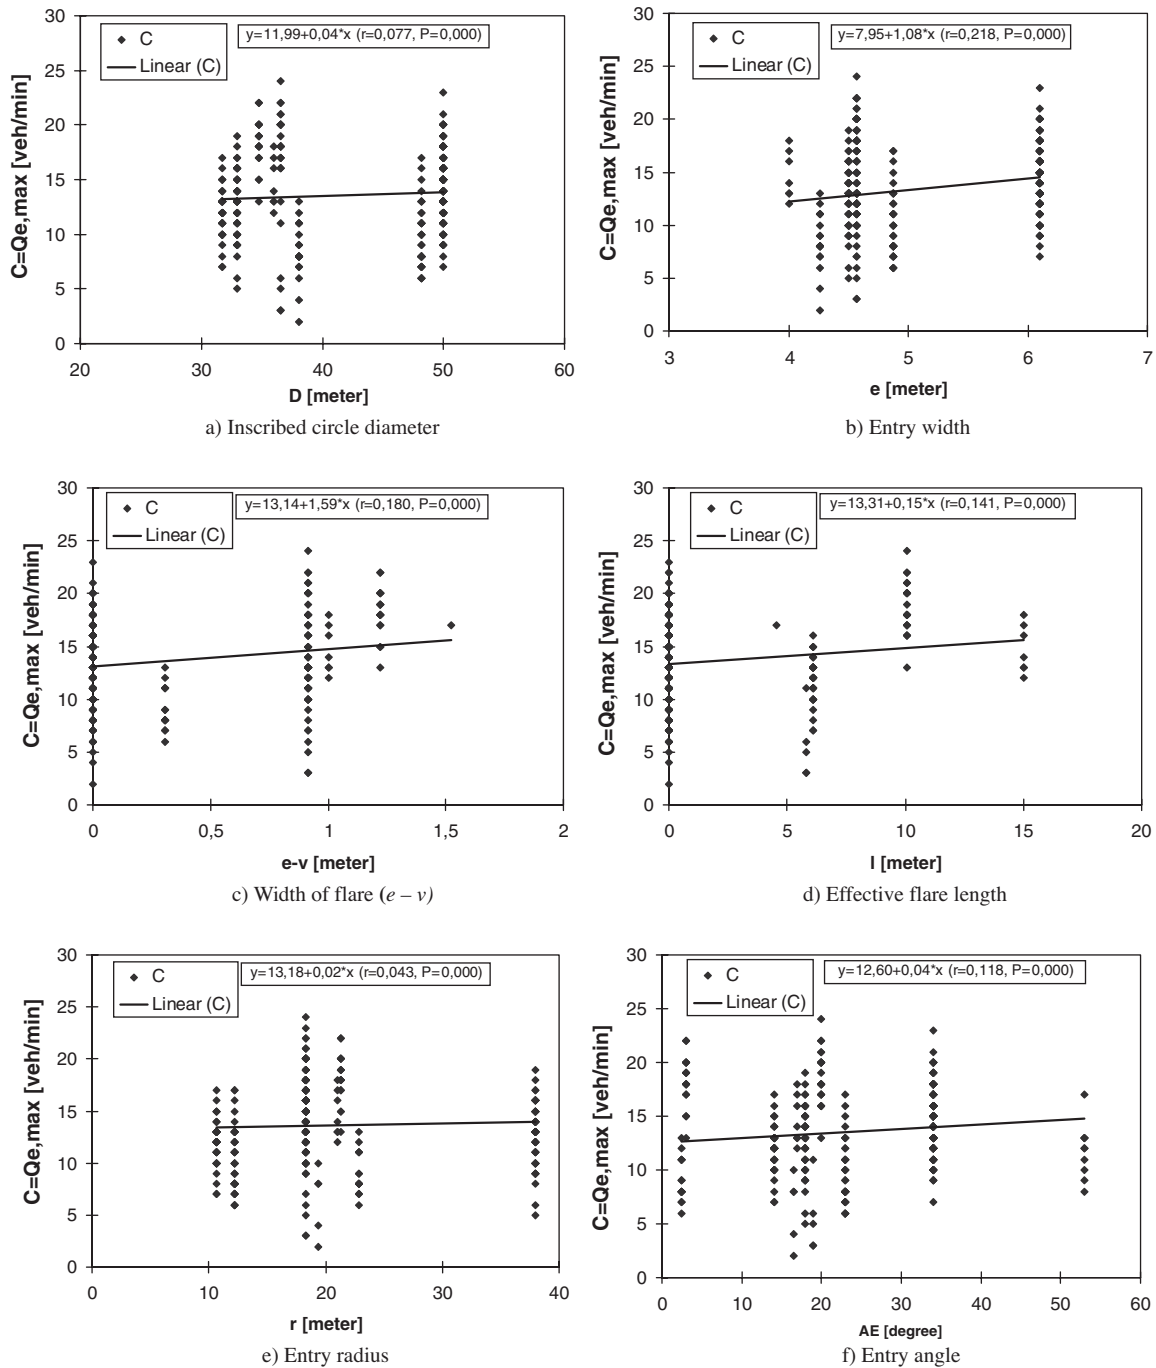 30
25
20
15
10
5
0
C=Qe,max [veh/min]
C
Linear (C)
y=11,99+0,04*x (r=0,077, P=0,000)
20 30 40 50 60
D [meter]
a) Inscribed circle diameter
30
25
20
15
10
5
0
C=Qe,max [veh/min]
C
Linear (C)
y=7,95+1,08*x (r=0,218, P=0,000)
3 4 5 6 7
e [meter]
b) Entry width
30
25
20
15
10
5
0
C=Qe,max [veh/min]
C
Linear (C)
y=13,14+1,59*x (r=0,180, P=0,000)
0 0,5 1 1,5 2
e-v [meter]
c) Width of flare (e – v)
30
25
20
15
10
5
0
C=Qe,max [veh/min]
C
Linear (C)
y=13,31+0,15*x (r=0,141, P=0,000)
0 5 10 15 20
l [meter]
d) Effective flare length
30
25
20
15
10
5
0
C=Qe,max [veh/min]
C
Linear (C)
y=13,18+0,02*x (r=0,043, P=0,000)
0 10 20 30 40
r [meter]
e) Entry radius
30
25
20
15
10
5
0
C=Qe,max [veh/min]
C
Linear (C)
y=12,60+0,04*x (r=0,118, P=0,000)
0 10 20 30 40 50 60
AE [degree]
f) Entry angle